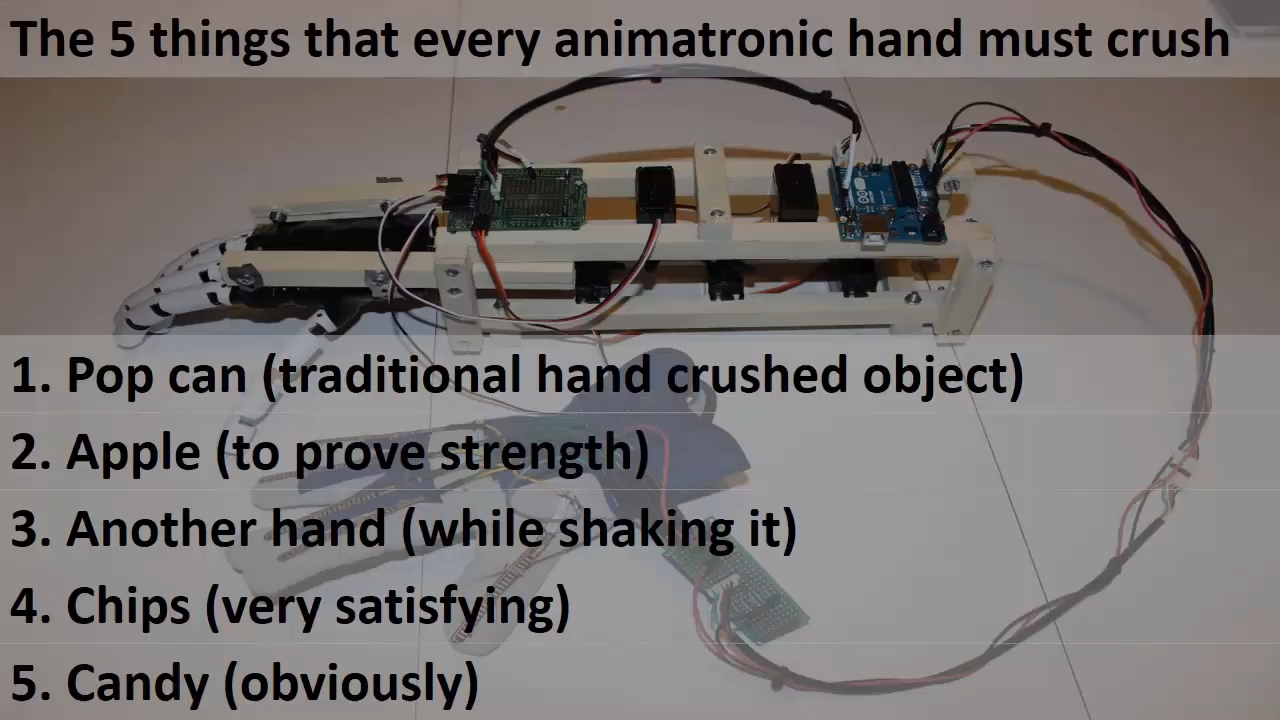 The 5 things that every animatronic hand must crush
1. Pop can (traditional hand crushed object)
2. Apple (to prove strength)
3. Another hand (while shaking it)
4. Chips (very satisfying)
5. Candy (obviously)